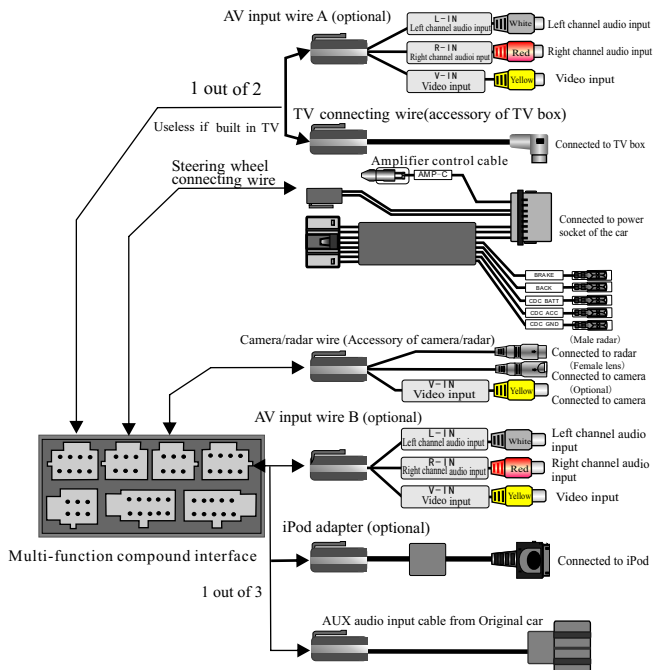 AV input wire A (optional)
L-IN
Left channel audio input
White
Left channel audio input
R-IN
Right channel audioi nput
Red
Right channel audio input
V-IN
Video input
Yellow
Video input
1 out of 2
Useless if built in TV
TV connecting wire(accessory of TV box)
Connected to TV box
Steering wheel
connecting wire
Amplifier control cable
AMP-C
Connected to power
socket of the car
BRAKE
BACK
CDC BATT
CDC ACC
CDC GND
Camera/radar wire (Accessory of camera/radar)
(Male radar)
Connected to radar
(Female lens)
Connected to camera
(Optional)
Connected to camera
V-IN
Video input
Yellow
AV input wire B (optional)
L-IN
Left channel audio input
White
Left channel audio
input
R-IN
Right channel audio input
Red
Right channel audio
input
V-IN
Video input
Yellow
Video input
Multi-function compound interface
iPod adapter (optional)
Connected to iPod
1 out of 3
AUX audio input cable from Original car